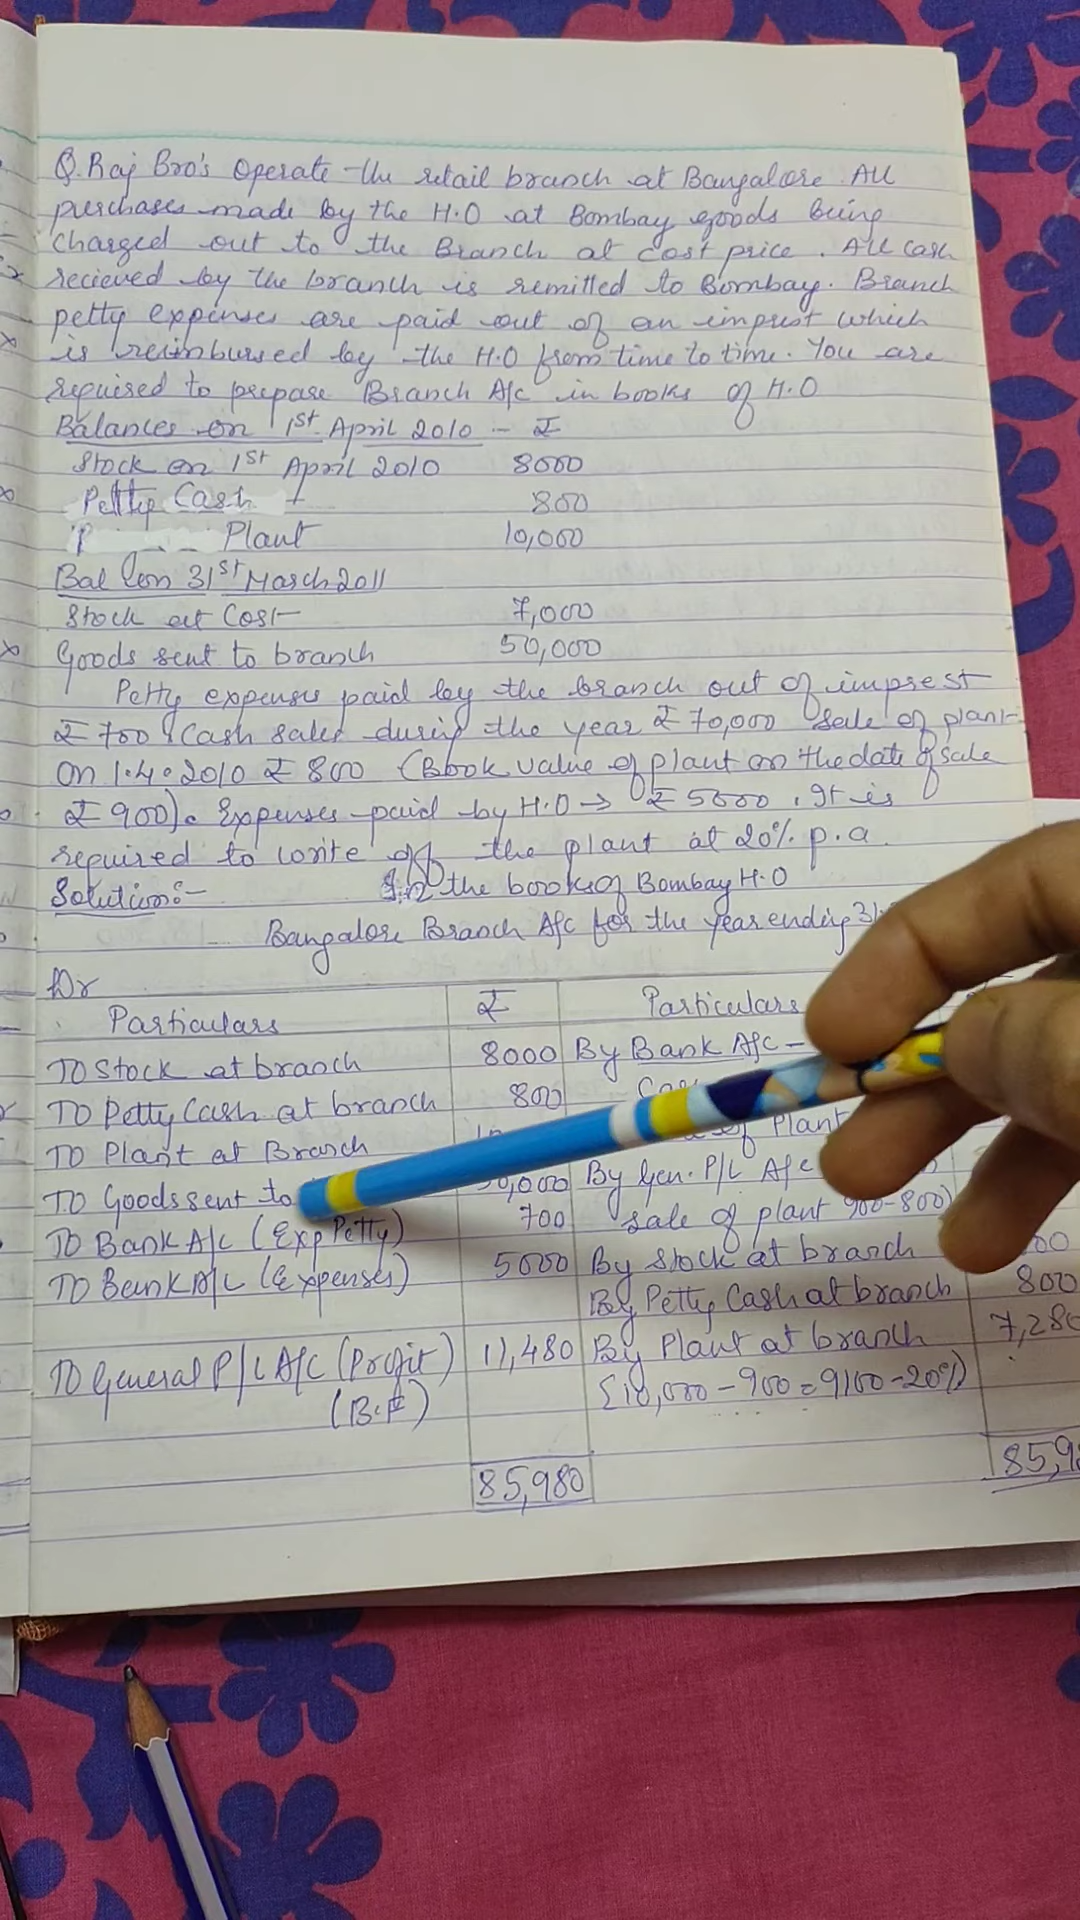 Q. Raj Bro's Operate the retail branch at Bangalore. All
purchases made by the H.O at Bombay goods being
charged out to the Branch at cost price. All cash
recieved by the branch is remitted to Bombay. Branch
petty expenses are paid out of an imprest which
is reimbursed by the H.O from time to time. You are
required to prepare Branch A/c in books of H.O
Balances on 1st April 2010 - ₹
Stock on 1st April 2010 8000
Petty Cash 800
Plant 10,000
Bal on 31st March 2011
Stock at Cost 7,000
Goods sent to branch 50,000
Petty expenses paid by the branch out of imprest
₹ 700 Cash sales during the year ₹ 70,000 Sale of plant
on 1.4.2010 ₹ 800 (Book value of plant on the date of sale
₹ 900). Expenses paid by H.O → ₹ 5000. It is
required to write off the plant at 20% p.a.
Solution:- In the books of Bombay H.O
Bangalore Branch A/c for the year ending 31
Dr
Particulars ₹ Particulars
To Stock at branch 8000 By Bank A/c -
To Petty Cash at branch 800
To Plant at Branch Plant
To Goods sent to By Gen. P/L A/c
To Bank A/c (Exp Petty) 700 sale of plant 900-800)
To Bank A/c (Expenses) 5000 By Stock at branch
By Petty Cash at branch 800
To General P/L A/c (Profit) 11,480 By Plant at branch 7,280
(B.F) {10,000 - 900 = 9100 - 20%)
85,980